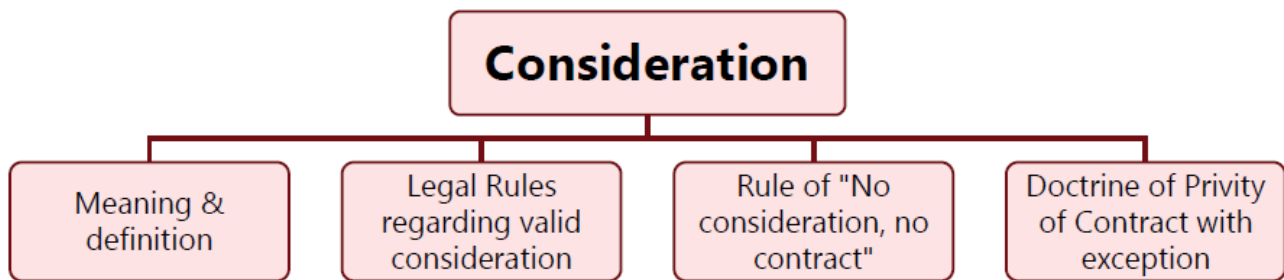 Consideration
Meaning &
definition
Legal Rules
regarding valid
consideration
Rule of "No
consideration, no
contract"
Doctrine of Privity
of Contract with
exception